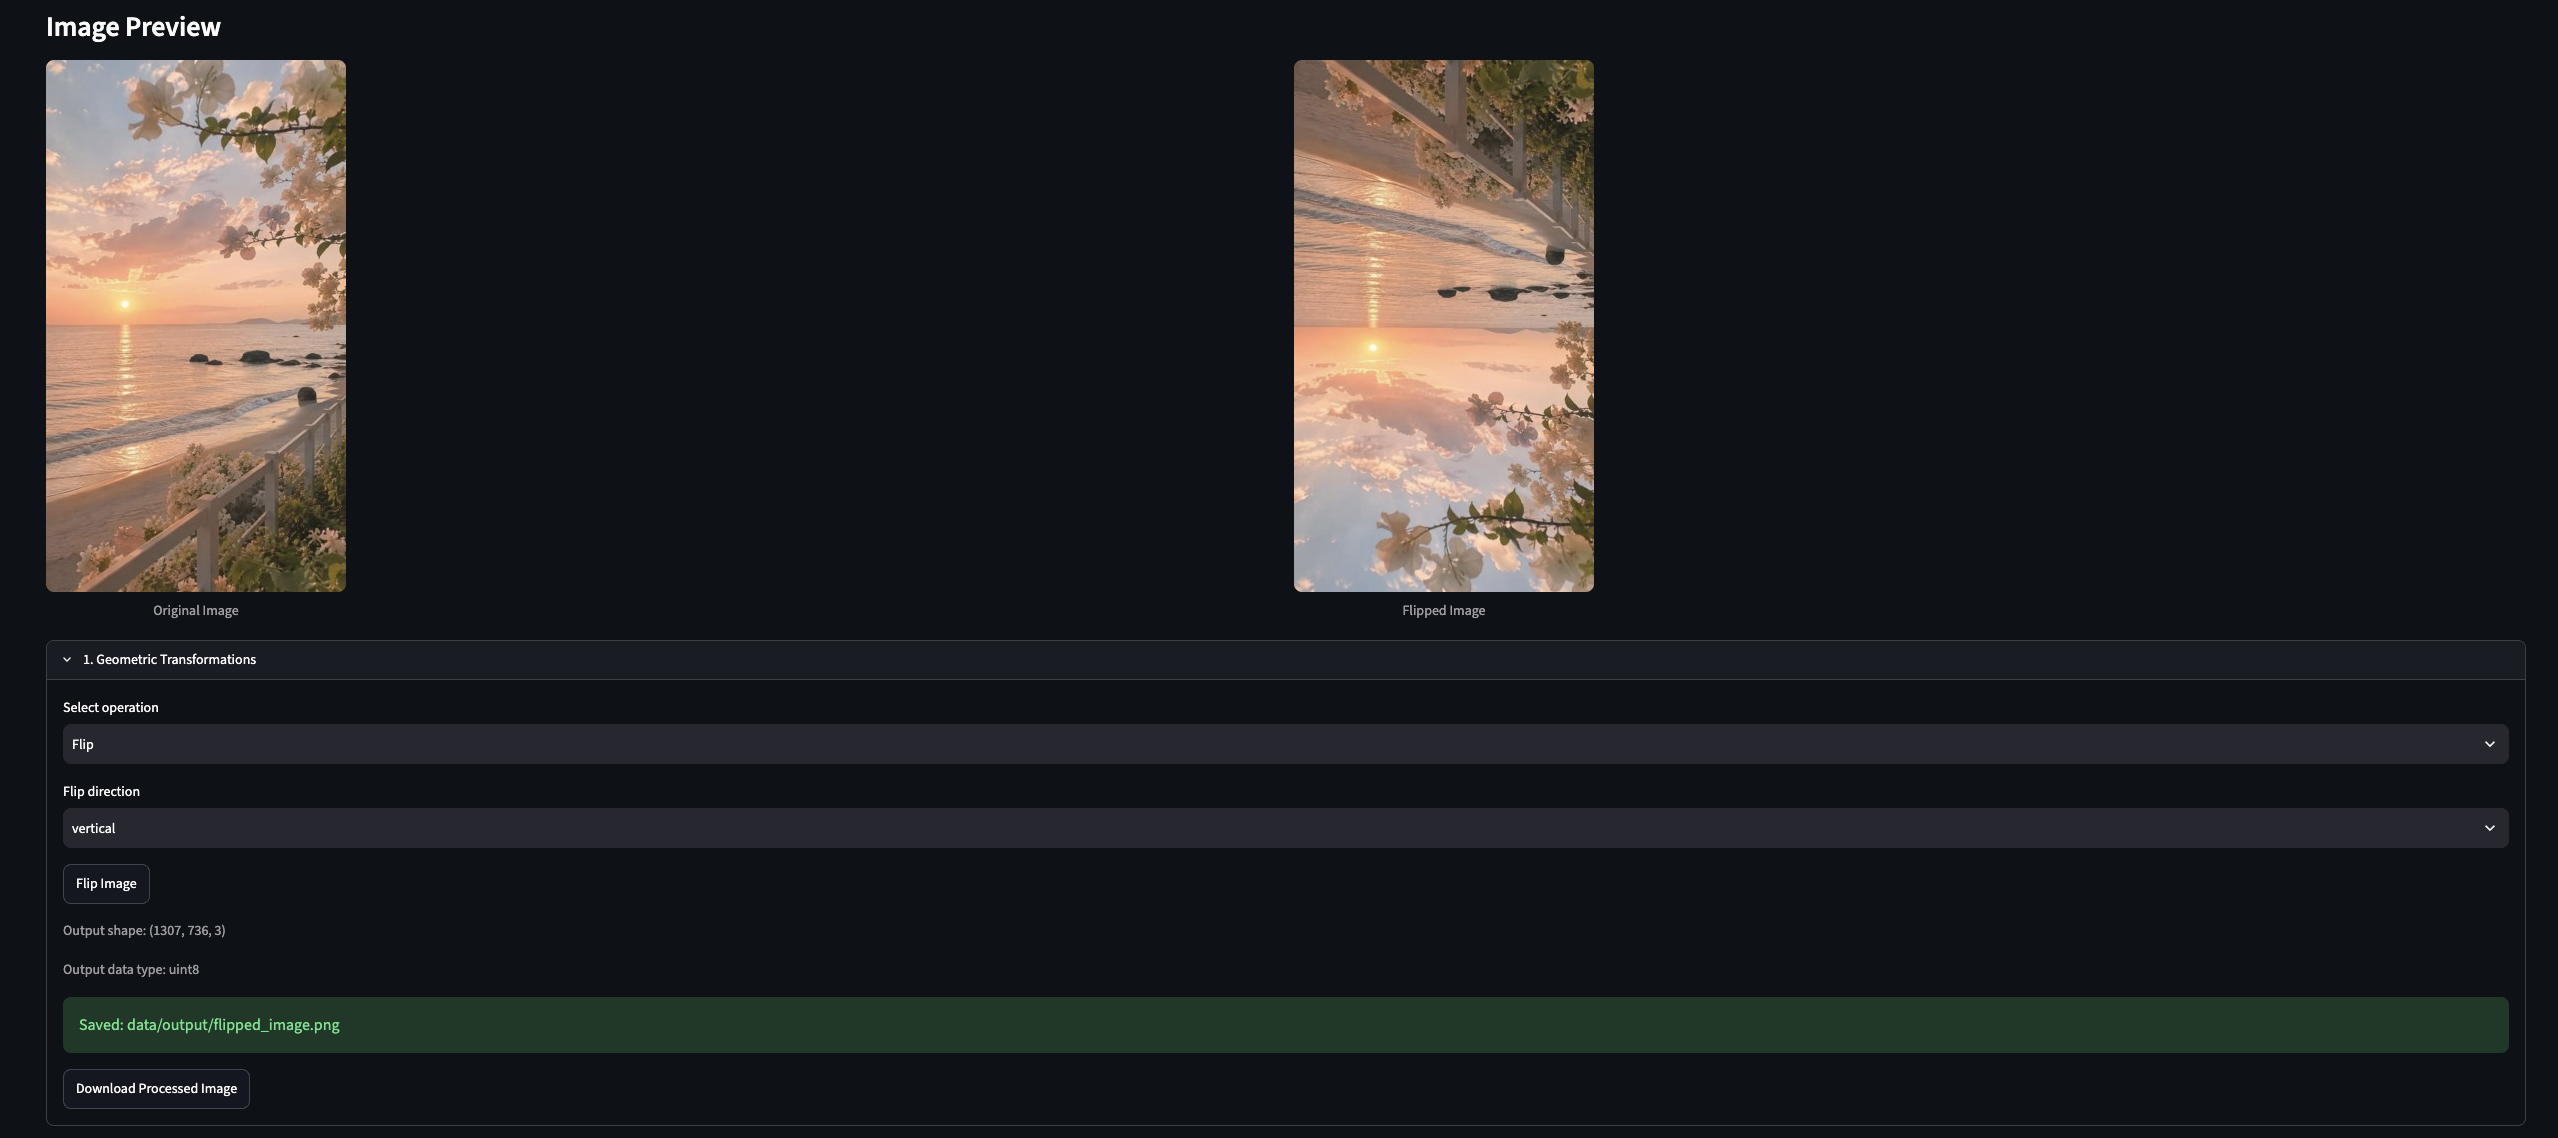 Image Preview
Original Image
Flipped Image
1. Geometric Transformations
Select operation
Flip
Flip direction
vertical
Flip Image
Output shape: (1307, 736, 3)
Output data type: uint8
Saved: data/output/flipped_image.png
Download Processed Image